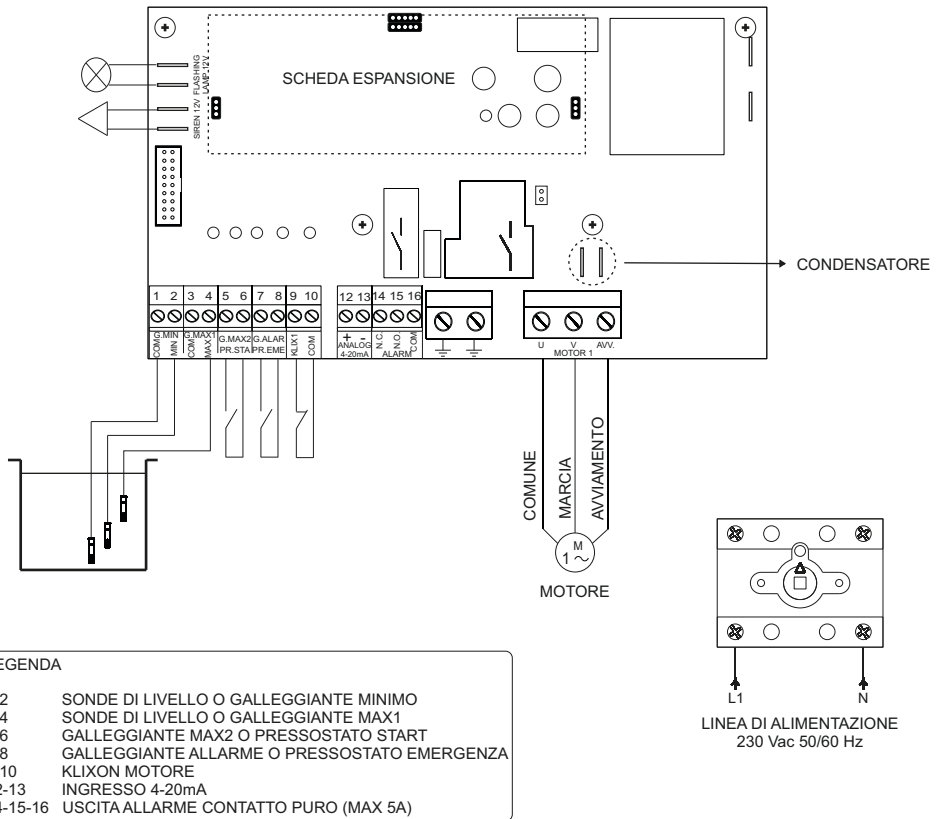 FLASHING
LAMP 12V
SIREN 12V
SCHEDA ESPANSIONE
CONDENSATORE
1 2 3 4 5 6 7 8 9 10 12 13 14 15 16
COM
G.MIN
MIN
COM
G.MAX1
MAX1
G.MAX2
PR.STA
G.ALAR
PR.EME
KLIX1
COM
+ -
ANALOG
4-20mA
N.C.
N.O.
COM
ALARM
U V AVV.
MOTOR 1
COMUNE
MARCIA
AVVIAMENTO
M
1 ~
MOTORE
L1 N
LINEA DI ALIMENTAZIONE
230 Vac 50/60 Hz
EGENDA
2 SONDE DI LIVELLO O GALLEGGIANTE MINIMO
4 SONDE DI LIVELLO O GALLEGGIANTE MAX1
6 GALLEGGIANTE MAX2 O PRESSOSTATO START
8 GALLEGGIANTE ALLARME O PRESSOSTATO EMERGENZA
10 KLIXON MOTORE
2-13 INGRESSO 4-20mA
4-15-16 USCITA ALLARME CONTATTO PURO (MAX 5A)